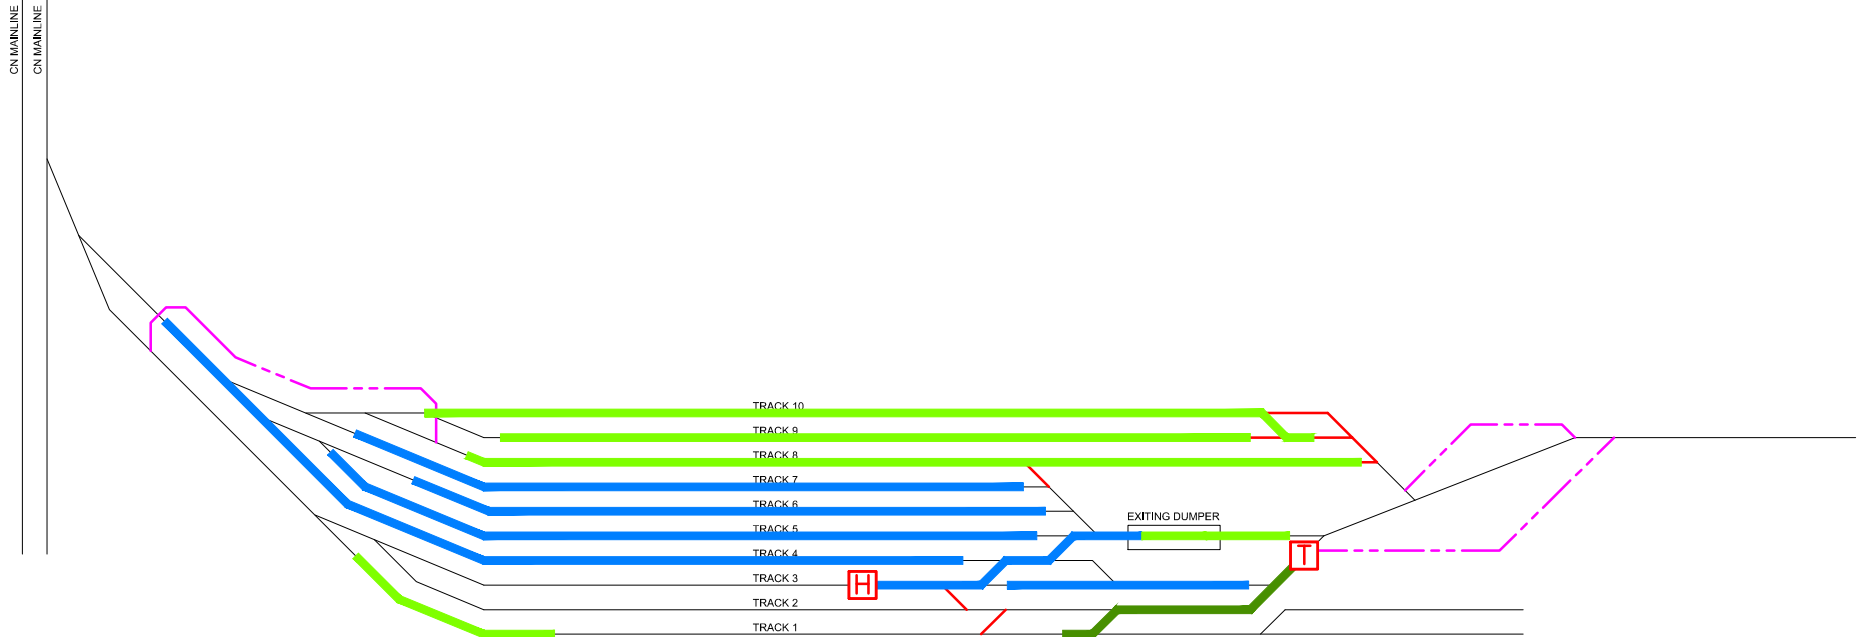 CN MAINLINE
CN MAINLINE
TRACK 10
TRACK 9
TRACK 8
TRACK 7
TRACK 6
EXITING DUMPER
TRACK 5
TRACK 4
T
TRACK 3
H
TRACK 2
TRACK 1